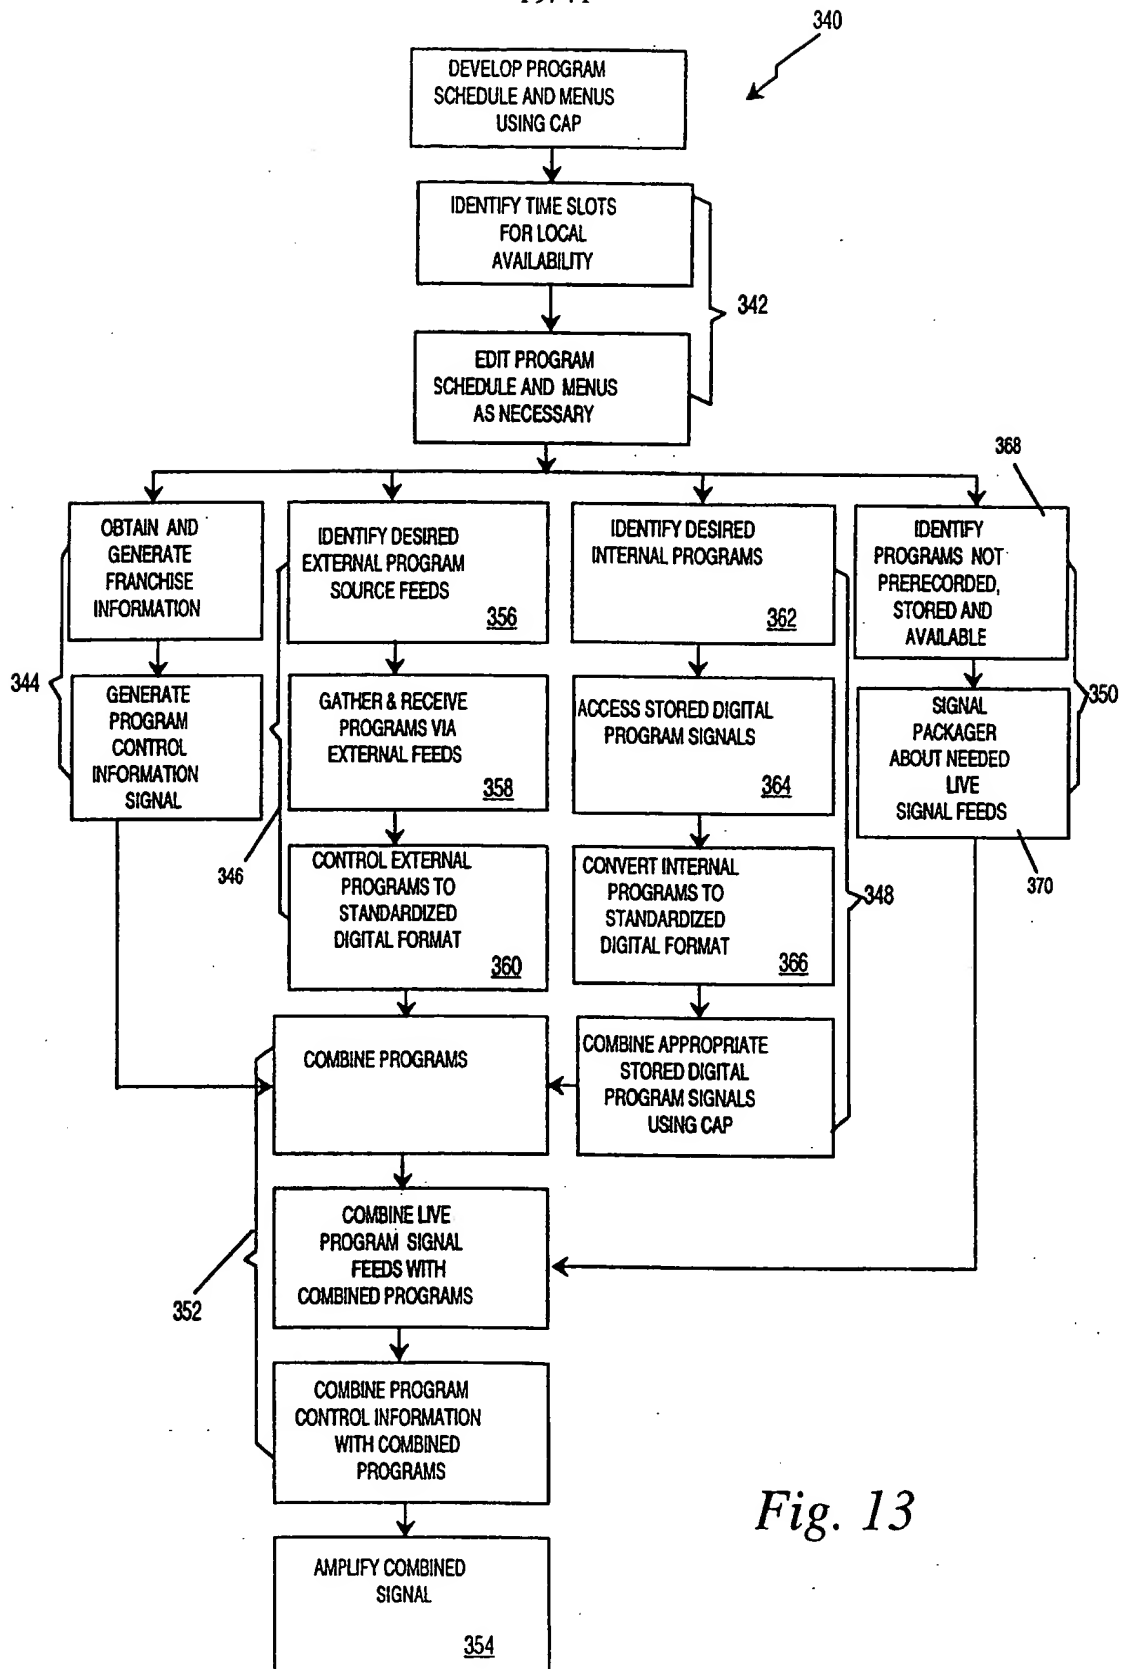 340
DEVELOP PROGRAM
SCHEDULE AND MENUS
USING CAP
IDENTIFY TIME SLOTS
FOR LOCAL
AVAILABILITY
342
EDIT PROGRAM
SCHEDULE AND MENUS
AS NECESSARY
368
OBTAIN AND
GENERATE
FRANCHISE
INFORMATION
IDENTIFY DESIRED
EXTERNAL PROGRAM
SOURCE FEEDS
356
IDENTIFY DESIRED
INTERNAL PROGRAMS
362
IDENTIFY
PROGRAMS NOT
PRERECORDED,
STORED AND
AVAILABLE
344
350
GENERATE
PROGRAM
CONTROL
INFORMATION
SIGNAL
GATHER & RECEIVE
PROGRAMS VIA
EXTERNAL FEEDS
358
ACCESS STORED DIGITAL
PROGRAM SIGNALS
364
SIGNAL
PACKAGER
ABOUT NEEDED
LIVE
SIGNAL FEEDS
346
370
CONTROL EXTERNAL
PROGRAMS TO
STANDARDIZED
DIGITAL FORMAT
360
CONVERT INTERNAL
PROGRAMS TO
STANDARDIZED
DIGITAL FORMAT
366
348
COMBINE PROGRAMS
COMBINE APPROPRIATE
STORED DIGITAL
PROGRAM SIGNALS
USING CAP
COMBINE LIVE
PROGRAM SIGNAL
FEEDS WITH
COMBINED PROGRAMS
352
COMBINE PROGRAM
CONTROL INFORMATION
WITH COMBINED
PROGRAMS
Fig. 13
AMPLIFY COMBINED
SIGNAL
354